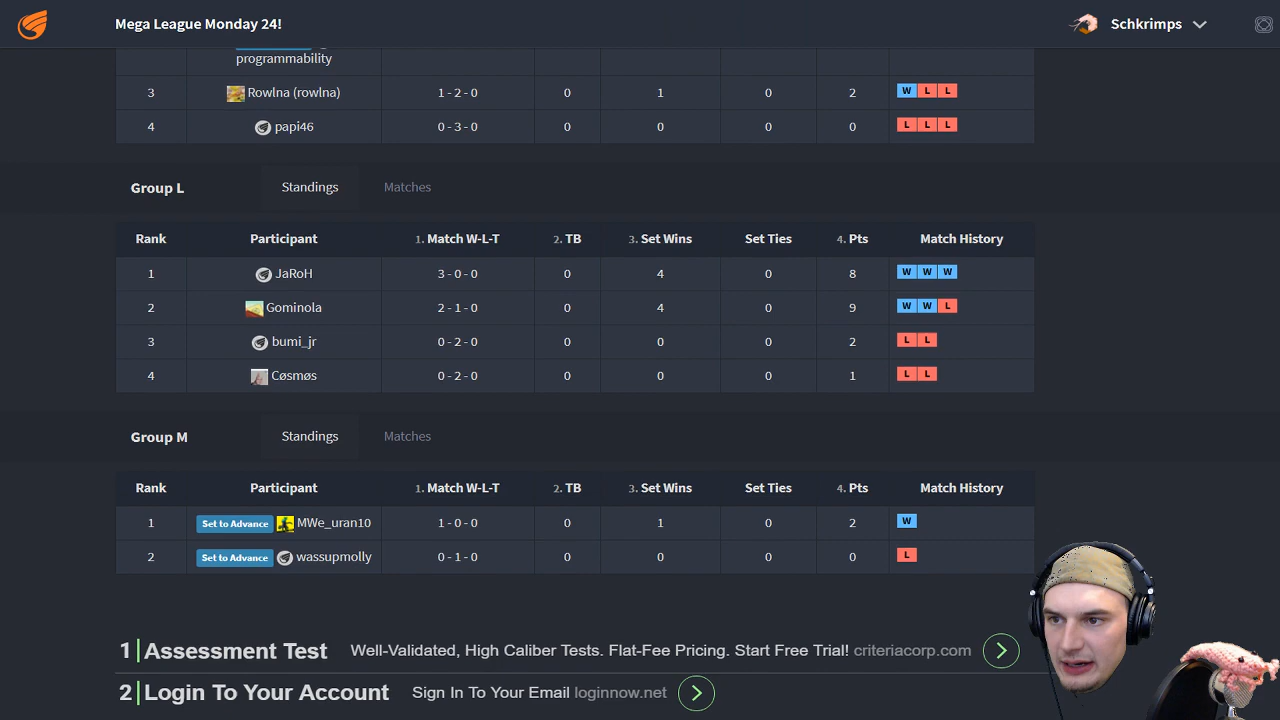 Mega League Monday 24!
Schkrimps
programmability
3 Rowlna (rowlna) 1 - 2 - 0 0 1 0 2 W L L
4 papi46 0 - 3 - 0 0 0 0 0 L L L
Group L Standings Matches
Rank Participant 1. Match W-L-T 2. TB 3. Set Wins Set Ties 4. Pts Match History
1 JaRoH 3 - 0 - 0 0 4 0 8 W W W
2 Gominola 2 - 1 - 0 0 4 0 9 W W L
3 bumi_jr 0 - 2 - 0 0 0 0 2 L L
4 Cøsmøs 0 - 2 - 0 0 0 0 1 L L
Group M Standings Matches
Rank Participant 1. Match W-L-T 2. TB 3. Set Wins Set Ties 4. Pts Match History
1 Set to Advance MWe_uran10 1 - 0 - 0 0 1 0 2 W
2 Set to Advance wassupmolly 0 - 1 - 0 0 0 0 0 L
1 Assessment Test Well-Validated, High Caliber Tests. Flat-Fee Pricing. Start Free Trial! criteriacorp.com
2 Login To Your Account Sign In To Your Email loginnow.net